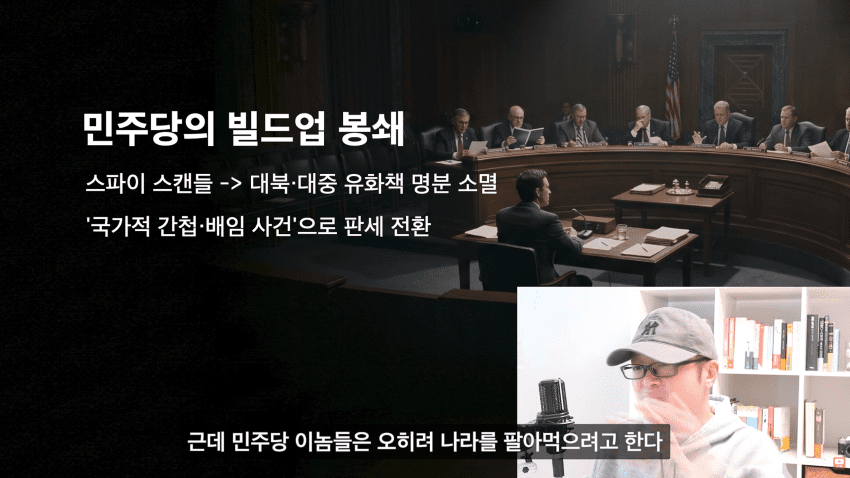 민주당의 빌드업 봉쇄
스파이 스캔들 -> 대북·대중 유화책 명분 소멸
'국가적 간첩·배임 사건'으로 판세 전환
근데 민주당 이놈들은 오히려 나라를 팔아먹으려고 한다